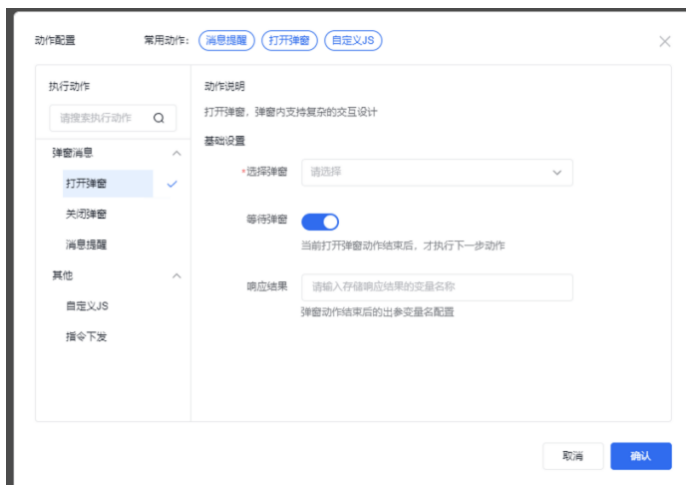 动作配置 常用动作: 消息提醒 打开弹窗 自定义JS
执行动作
请搜索执行动作
弹窗消息
打开弹窗
关闭弹窗
消息提醒
其他
自定义JS
指令下发
动作说明
打开弹窗，弹窗内支持复杂的交互设计
基础设置
*选择弹窗 请选择
等待弹窗
当前打开弹窗动作结束后，才执行下一步动作
响应结果 请输入存储响应结果的变量名称
弹窗动作结束后的出参变量名配置
取消 确认